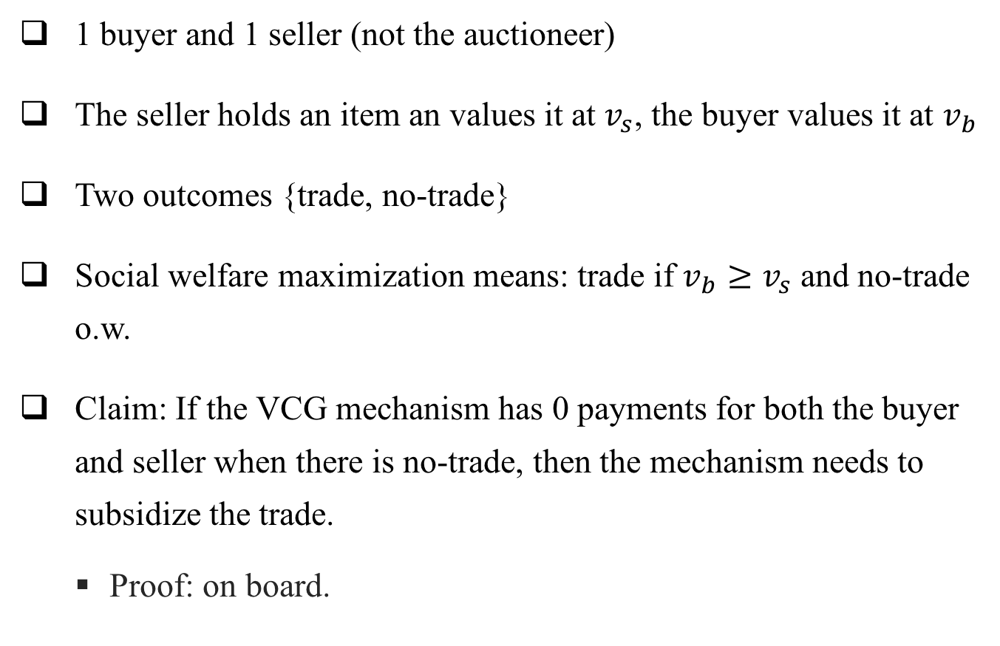 ❑ 1 buyer and 1 seller (not the auctioneer)
❑ The seller holds an item an values it at 𝑣ₛ, the buyer values it at 𝑣_b
❑ Two outcomes {trade, no-trade}
❑ Social welfare maximization means: trade if 𝑣_b ≥ 𝑣ₛ and no-trade
o.w.
❑ Claim: If the VCG mechanism has 0 payments for both the buyer
and seller when there is no-trade, then the mechanism needs to
subsidize the trade.
▪ Proof: on board.